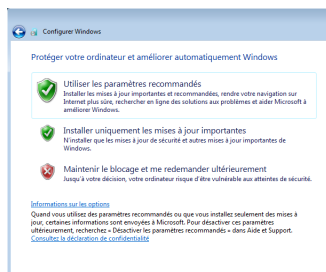 Configurer Windows
Protéger votre ordinateur et améliorer automatiquement Windows
Utiliser les paramètres recommandés
Installer les mises à jour importantes et recommandées, rendre votre navigation sur
Internet plus sûre, rechercher en ligne des solutions aux problèmes et aider Microsoft à
améliorer Windows.
Installer uniquement les mises à jour importantes
N'installer que les mises à jour de sécurité et autres mises à jour importantes de
Windows.
Maintenir le blocage et me redemander ultérieurement
Jusqu'à votre décision, votre ordinateur risque d'être vulnérable aux atteintes de sécurité.
Informations sur les options
Quand vous utilisez des paramètres recommandés ou que vous installez seulement des mises à
jour, certaines informations sont envoyées à Microsoft. Pour désactiver ces paramètres
ultérieurement, recherchez « Désactiver les paramètres recommandés » dans Aide et Support.
Consultez la déclaration de confidentialité